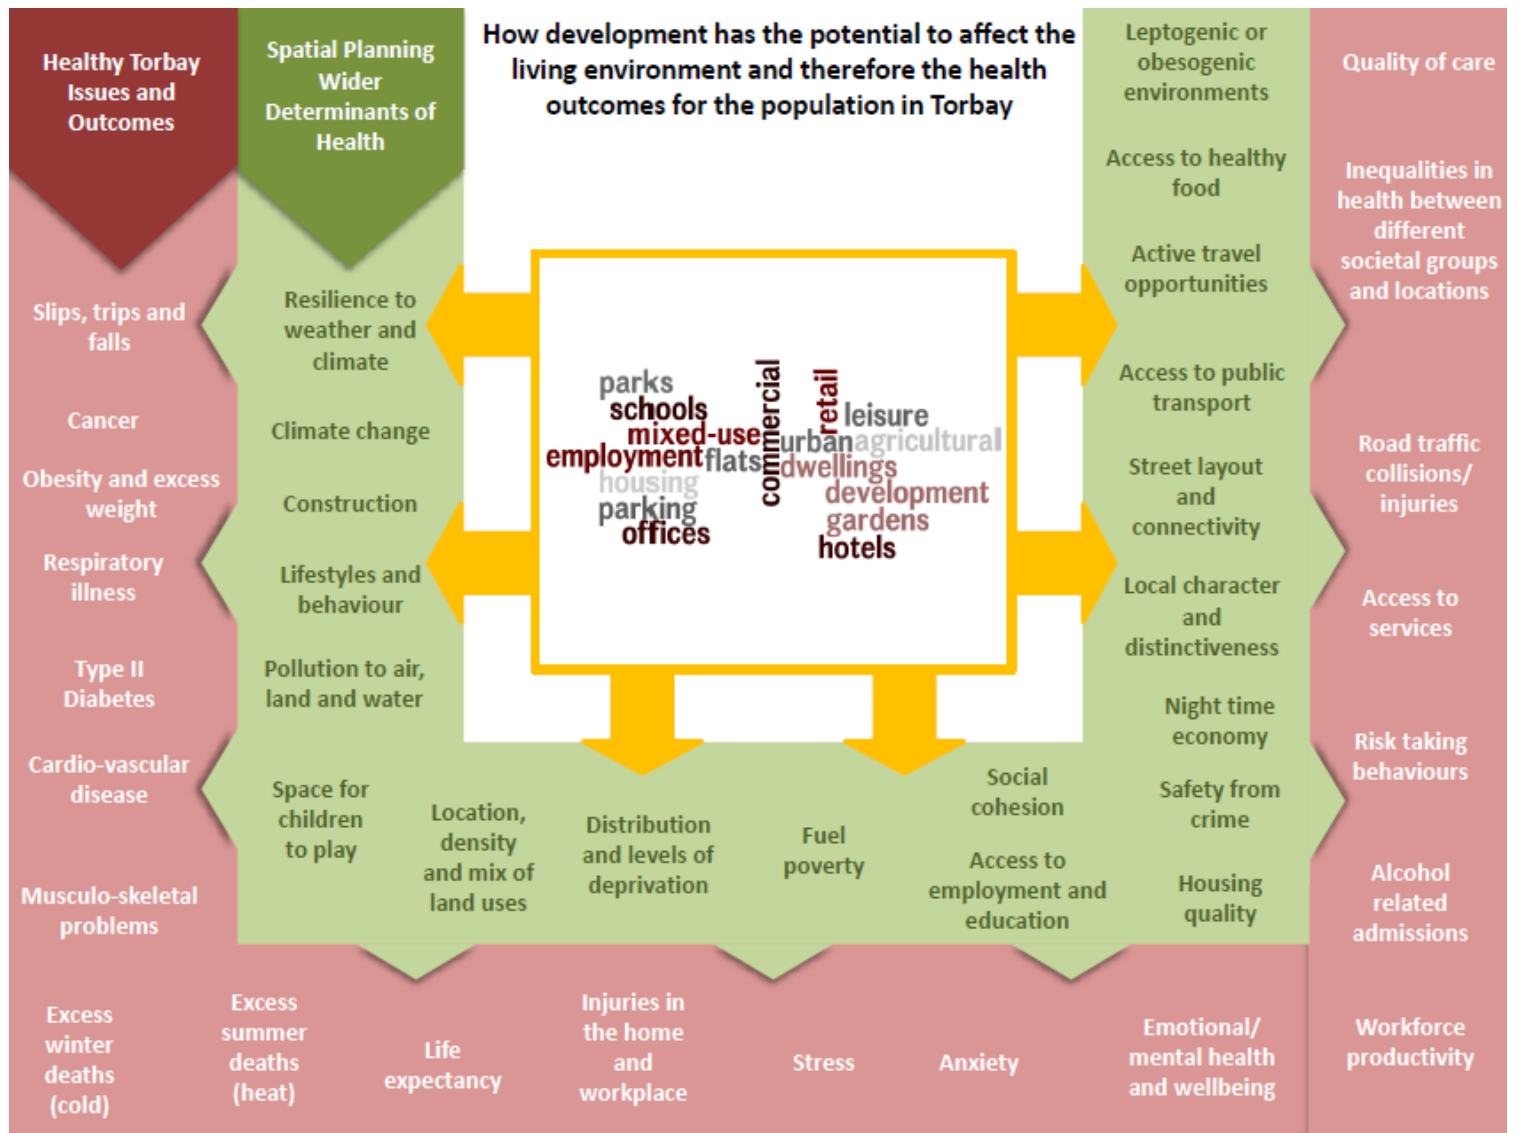 Healthy Torbay
Issues and
Outcomes
Spatial Planning
Wider
Determinants of
Health
How development has the potential to affect the
living environment and therefore the health
outcomes for the population in Torbay
Slips, trips and
falls
Cancer
Obesity and excess
weight
Respiratory
illness
Type II
Diabetes
Cardio-vascular
disease
Musculo-skeletal
problems
Excess
winter
deaths
(cold)
Excess
summer
deaths
(heat)
Life
expectancy
Injuries in
the home
and
workplace
Stress
Anxiety
Emotional/
mental health
and wellbeing
Workforce
productivity
Resilience to
weather and
climate
Climate change
Construction
Lifestyles and
behaviour
Pollution to air,
land and water
Space for
children
to play
Location,
density
and mix of
land uses
Distribution
and levels of
deprivation
Fuel
poverty
Social
cohesion
Access to
employment and
education
parks
schools
mixed-use
employment
flats
housing
parking
offices
commercial
retail
leisure
urban
agricultural
dwellings
development
gardens
hotels
Leptogenic or
obesogenic
environments
Access to healthy
food
Active travel
opportunities
Access to public
transport
Street layout
and
connectivity
Local character
and
distinctiveness
Night time
economy
Safety from
crime
Housing
quality
Quality of care
Inequalities in
health between
different
societal groups
and locations
Road traffic
collisions/
injuries
Access to
services
Risk taking
behaviours
Alcohol
related
admissions